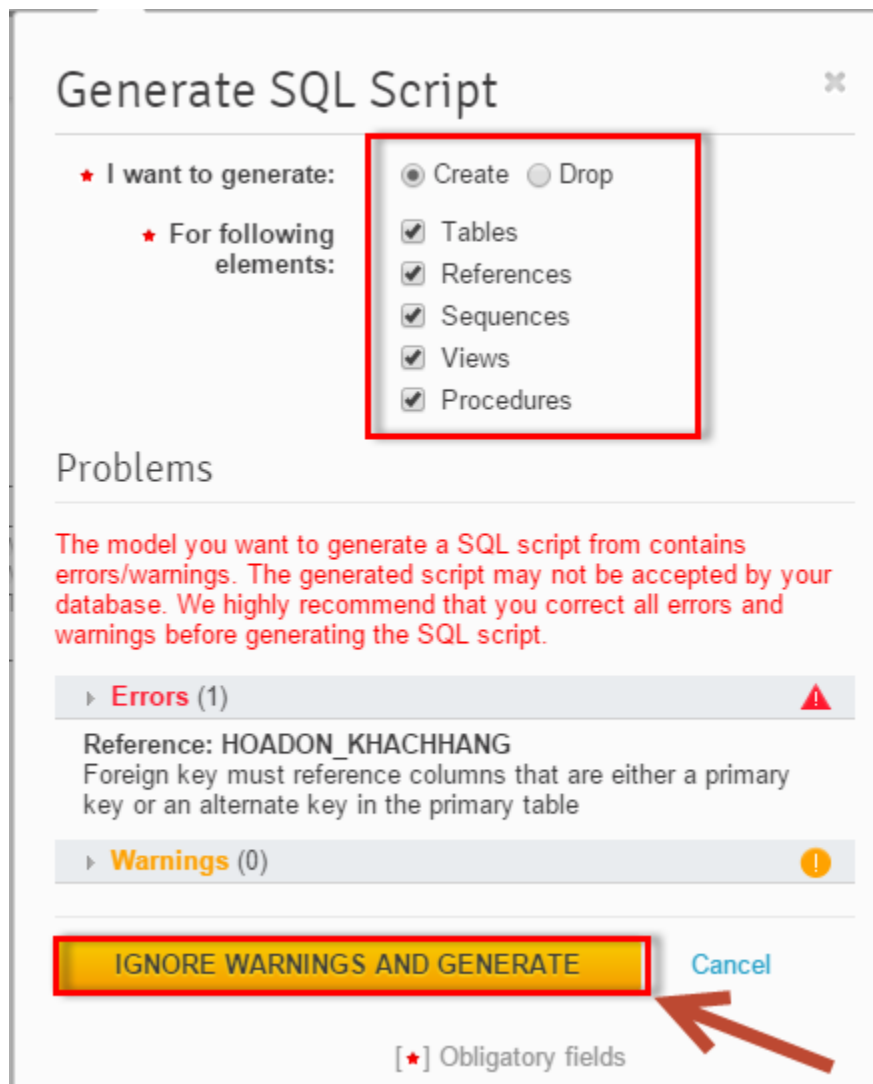 Generate SQL Script
I want to generate:
Create Drop
For following
elements:
Tables
References
Sequences
Views
Procedures
Problems
The model you want to generate a SQL script from contains
errors/warnings. The generated script may not be accepted by your
database. We highly recommend that you correct all errors and
warnings before generating the SQL script.
Errors (1)
Reference: HOADON_KHACHHANG
Foreign key must reference columns that are either a primary
key or an alternate key in the primary table
Warnings (0)
IGNORE WARNINGS AND GENERATE
Cancel
[★] Obligatory fields